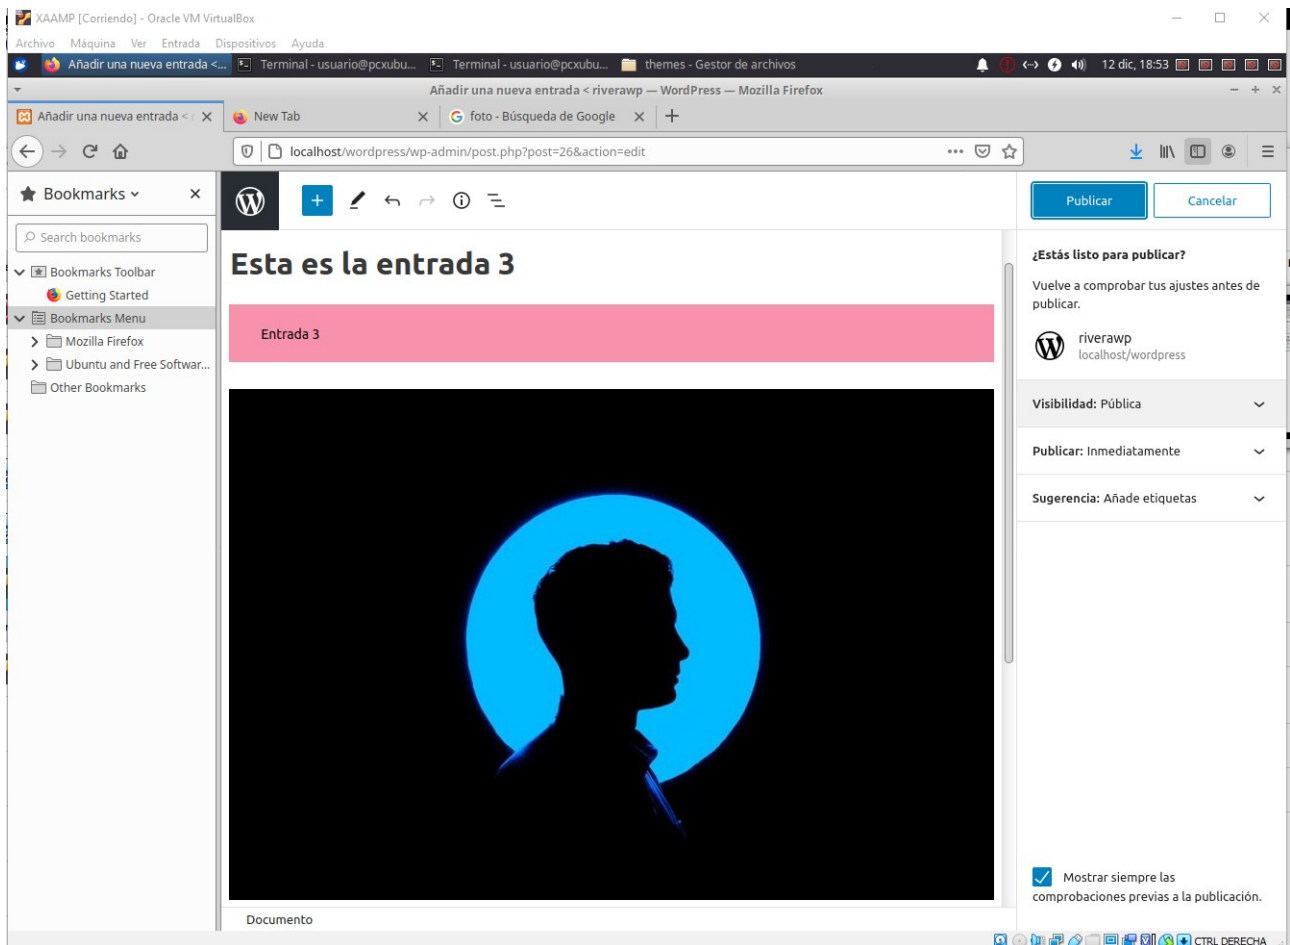 XAAMP [Corriendo] - Oracle VM VirtualBox
Archivo Máquina Ver Entrada Dispositivos Ayuda
Añadir una nueva entrada <... Terminal - usuario@pcxubu... Terminal - usuario@pcxubu... themes - Gestor de archivos 12 dic, 18:53
Añadir una nueva entrada < riverawp — WordPress — Mozilla Firefox
Añadir una nueva entrada < New Tab foto - Búsqueda de Google
localhost/wordpress/wp-admin/post.php?post=26&action=edit
Bookmarks
Search bookmarks
Bookmarks Toolbar
Getting Started
Bookmarks Menu
Mozilla Firefox
Ubuntu and Free Softwar...
Other Bookmarks
Esta es la entrada 3
Entrada 3
Documento
Publicar Cancelar
¿Estás listo para publicar?
Vuelve a comprobar tus ajustes antes de
publicar.
riverawp
localhost/wordpress
Visibilidad: Pública
Publicar: Inmediatamente
Sugerencia: Añade etiquetas
Mostrar siempre las
comprobaciones previas a la publicación.
CTRL DERECHA